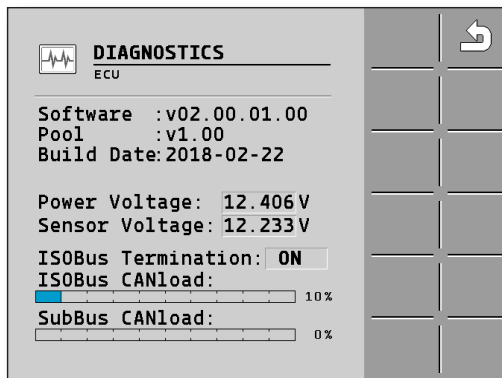 DIAGNOSTICS
ECU
Software :v02.00.01.00
Pool :v1.00
Build Date:2018-02-22
Power Voltage: 12.406 V
Sensor Voltage: 12.233 V
ISOBus Termination: ON
ISOBus CANload:
10%
SubBus CANload:
0%